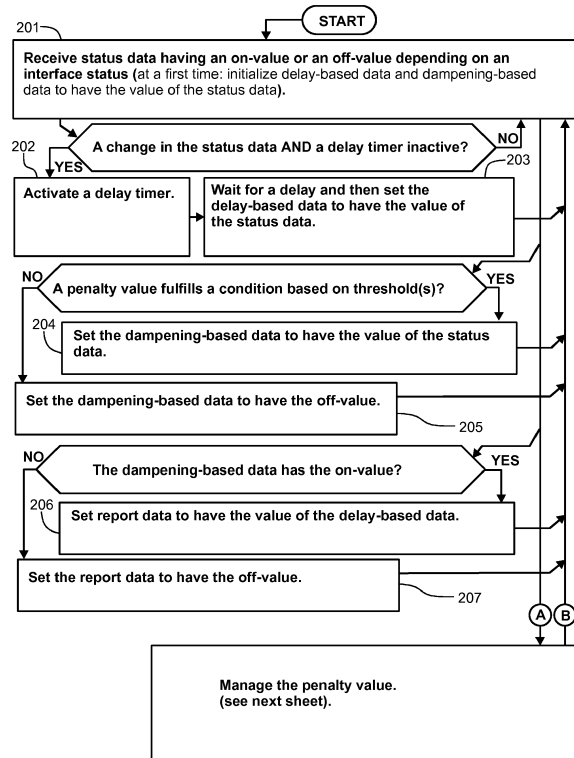 START
201
Receive status data having an on-value or an off-value depending on an
interface status (at a first time: initialize delay-based data and dampening-based
data to have the value of the status data).
A change in the status data AND a delay timer inactive?
NO
YES
202
203
Activate a delay timer.
Wait for a delay and then set the
delay-based data to have the value of
the status data.
NO
A penalty value fulfills a condition based on threshold(s)?
YES
204
Set the dampening-based data to have the value of the status
data.
Set the dampening-based data to have the off-value.
205
NO
The dampening-based data has the on-value?
YES
206
Set report data to have the value of the delay-based data.
Set the report data to have the off-value.
207
A
B
Manage the penalty value.
(see next sheet).